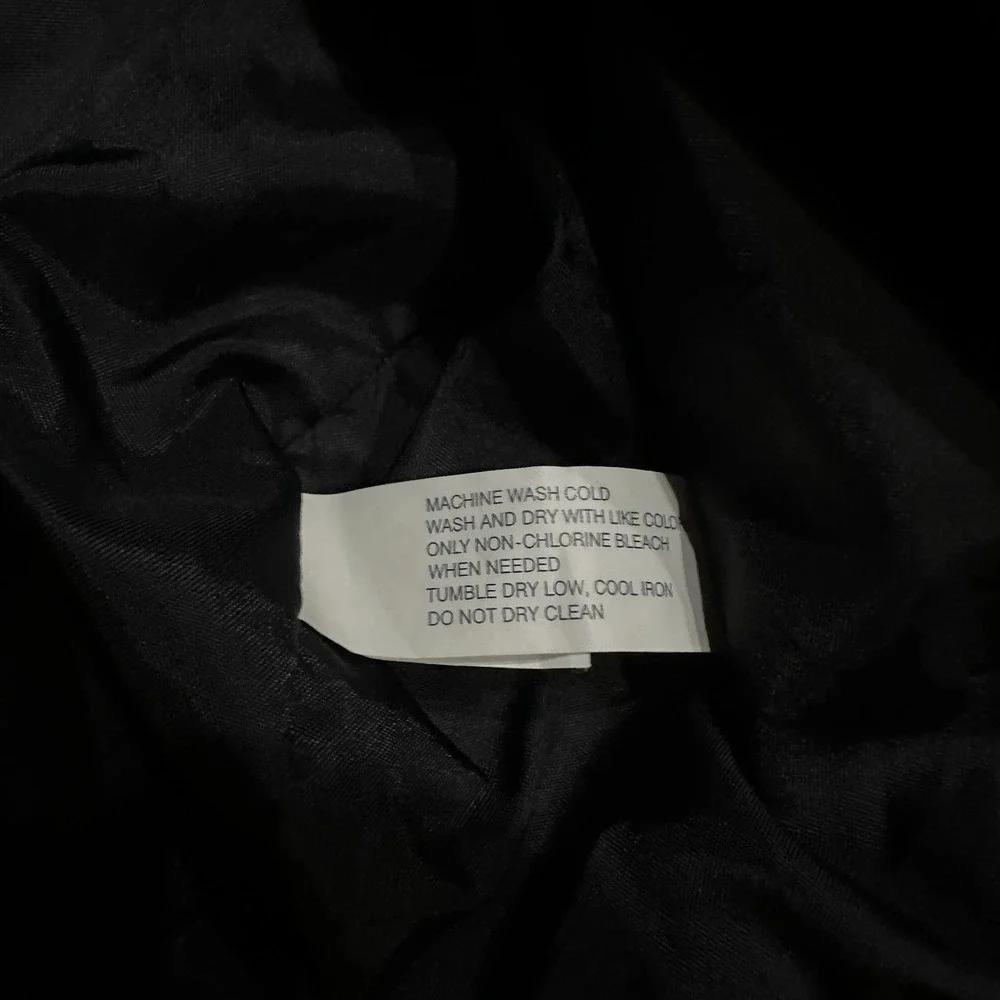 MACHINE WASH COLD
WASH AND DRY WITH LIKE COLO
ONLY NON-CHLORINE BLEACH
WHEN NEEDED
TUMBLE DRY LOW, COOL IRON
DO NOT DRY CLEAN